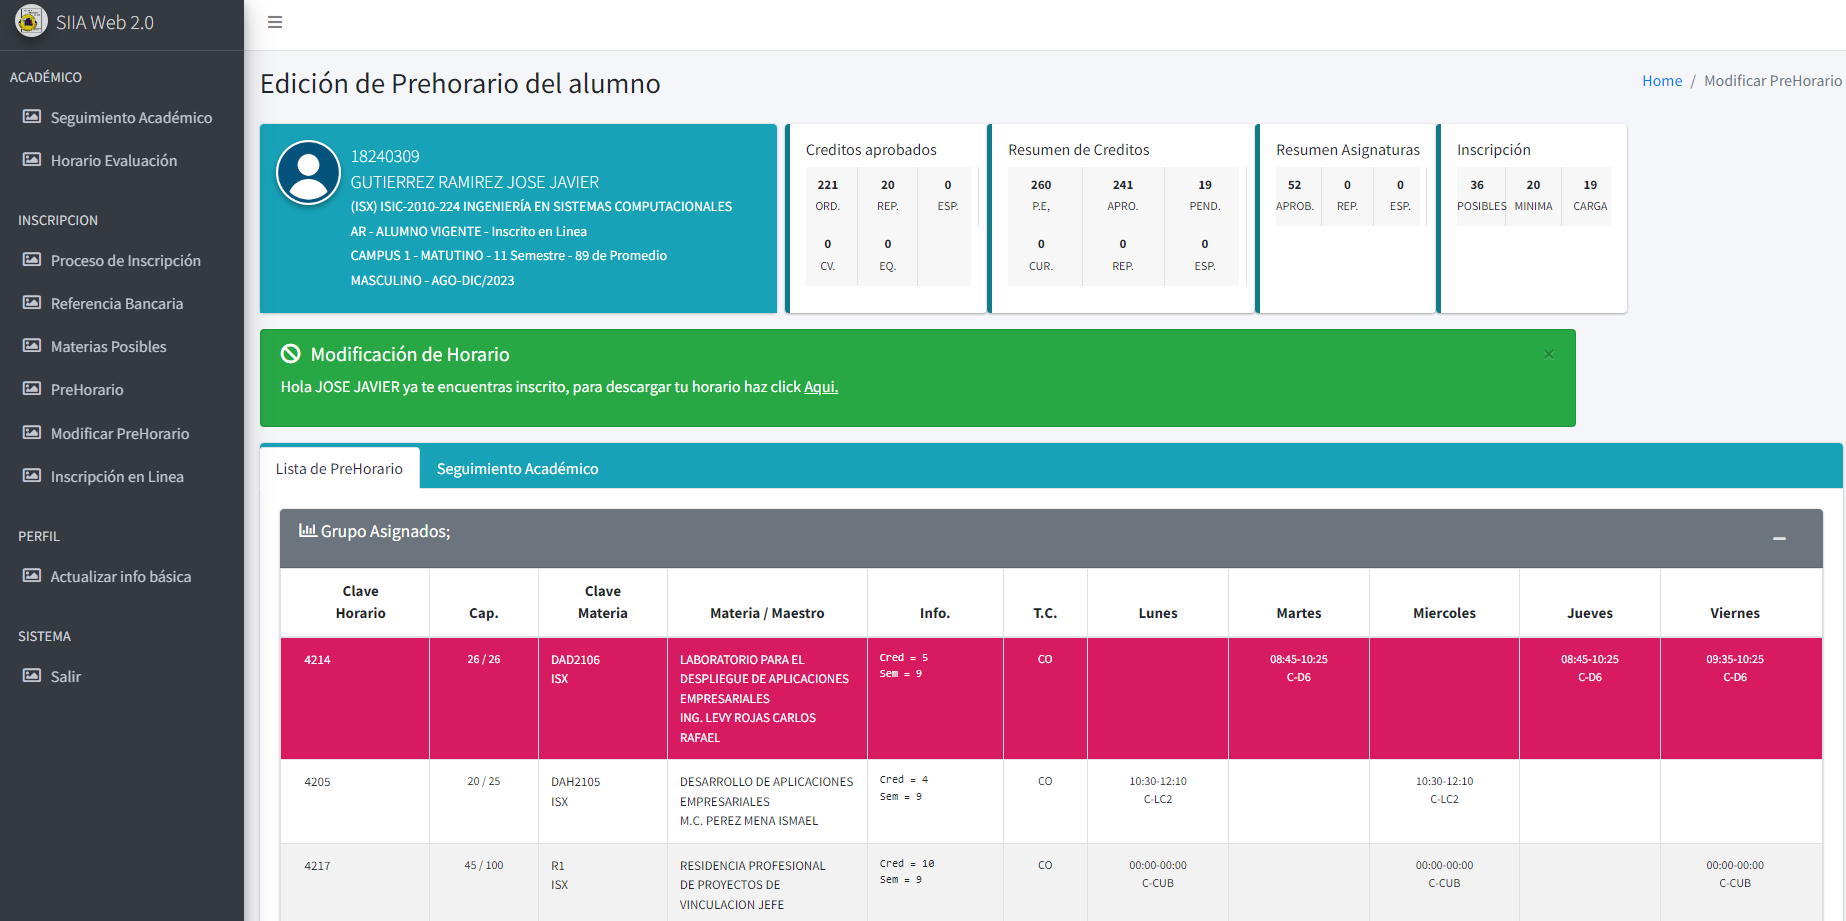 SIIA Web 2.0
ACADÉMICO
Seguimiento Académico
Horario Evaluación
INSCRIPCION
Proceso de Inscripción
Referencia Bancaria
Materias Posibles
PreHorario
Modificar PreHorario
Inscripción en Linea
PERFIL
Actualizar info básica
SISTEMA
Salir
Edición de Prehorario del alumno
Home / Modificar PreHorario
18240309
GUTIERREZ RAMIREZ JOSE JAVIER
(ISX) ISIC-2010-224 INGENIERÍA EN SISTEMAS COMPUTACIONALES
AR - ALUMNO VIGENTE - Inscrito en Linea
CAMPUS 1 - MATUTINO - 11 Semestre - 89 de Promedio
MASCULINO - AGO-DIC/2023
Creditos aprobados
221 20 0
ORD. REP. ESP.
0 0
CV. EQ.
Resumen de Creditos
260 241 19
P.E, APRO. PEND.
0 0 0
CUR. REP. ESP.
Resumen Asignaturas
52 0 0
APROB. REP. ESP.
Inscripción
36 20 19
POSIBLES MINIMA CARGA
Modificación de Horario
×
Hola JOSE JAVIER ya te encuentras inscrito, para descargar tu horario haz click Aqui.
Lista de PreHorario Seguimiento Académico
Grupo Asignados;
Clave Horario Cap. Clave Materia Materia / Maestro Info. T.C. Lunes Martes Miercoles Jueves Viernes
4214 26 / 26 DAD2106 LABORATORIO PARA EL Cred = 5 CO 08:45-10:25 08:45-10:25 09:35-10:25
ISX DESPLIEGUE DE APLICACIONES Sem = 9 C-D6 C-D6 C-D6
EMPRESARIALES
ING. LEVY ROJAS CARLOS
RAFAEL
4205 20 / 25 DAH2105 DESARROLLO DE APLICACIONES Cred = 4 CO 10:30-12:10 10:30-12:10
ISX EMPRESARIALES Sem = 9 C-LC2 C-LC2
M.C. PEREZ MENA ISMAEL
4217 45 / 100 R1 RESIDENCIA PROFESIONAL Cred = 10 CO 00:00-00:00 00:00-00:00 00:00-00:00
ISX DE PROYECTOS DE Sem = 9 C-CUB C-CUB C-CUB
VINCULACION JEFE